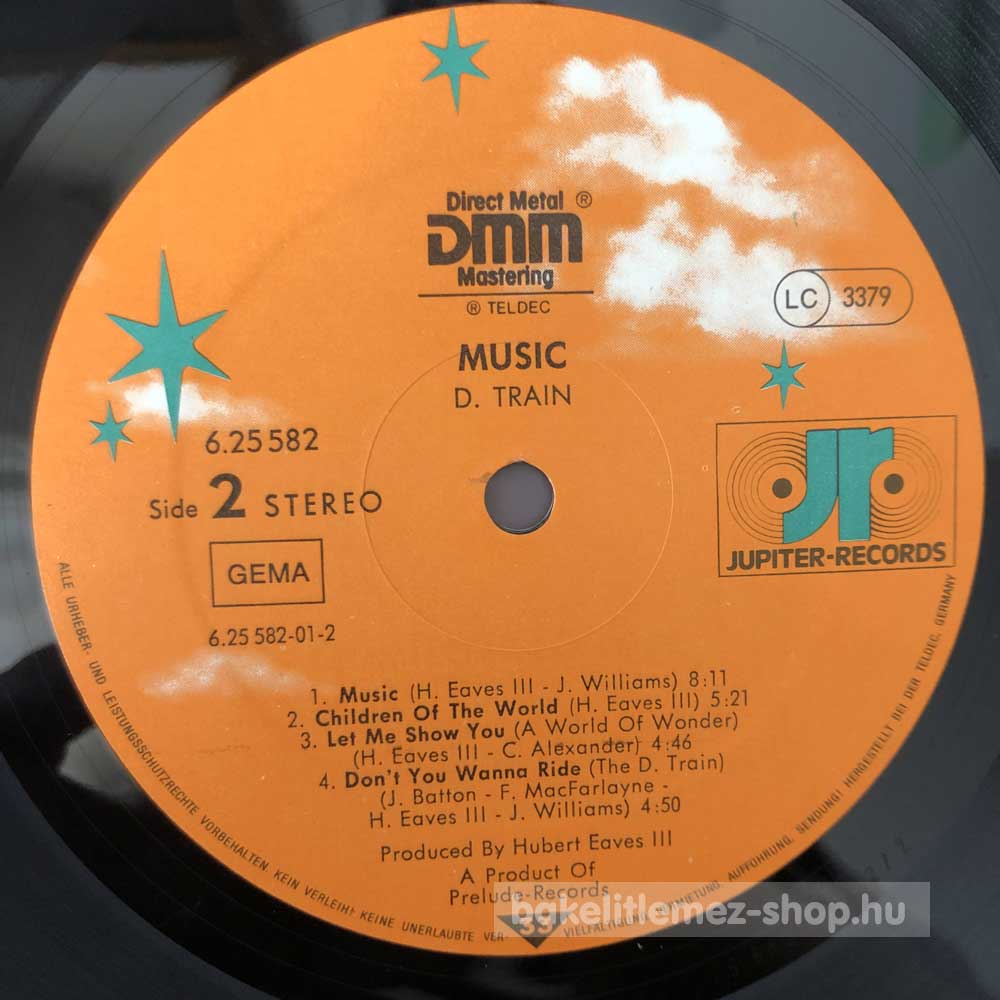 Direct Metal ®
DMM
Mastering
® TELDEC
LC 3379
MUSIC
D. TRAIN
6.25 582
Side 2 STEREO
GEMA
6.25 582-01-2
JR
JUPITER-RECORDS
1. Music (H. Eaves III - J. Williams) 8:11
2. Children Of The World (H. Eaves III) 5:21
3. Let Me Show You (A World Of Wonder)
(H. Eaves III - C. Alexander) 4:46
4. Don't You Wanna Ride (The D. Train)
(J. Batton - F. MacFarlayne -
H. Eaves III - J. Williams) 4:50
Produced By Hubert Eaves III
A Product Of
Prelude-Records
33
ALLE URHEBER- UND LEISTUNGSSCHUTZRECHTE VORBEHALTEN. KEIN VERLEIH! KEINE UNERLAUBTE VERVIELFÄLTIGUNG, VERMIETUNG, AUFFÜHRUNG, SENDUNG! HERGESTELLT BEI DER TELDEC, GERMANY
bgkelitlemez-shop.hu